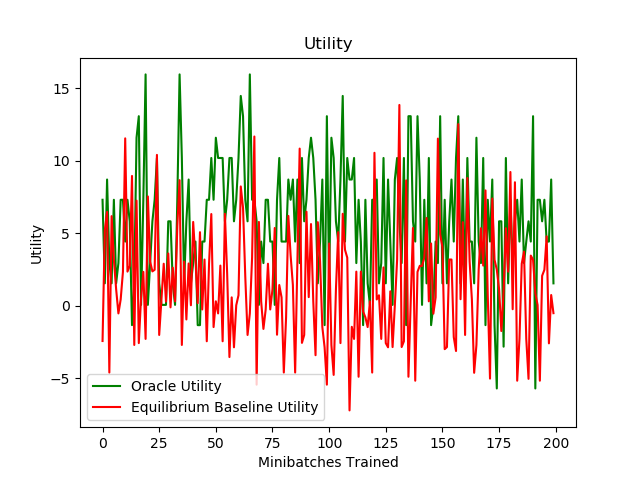 Utility
Utility
15
10
5
0
−5
Oracle Utility
Equilibrium Baseline Utility
0 25 50 75 100 125 150 175 200
Minibatches Trained